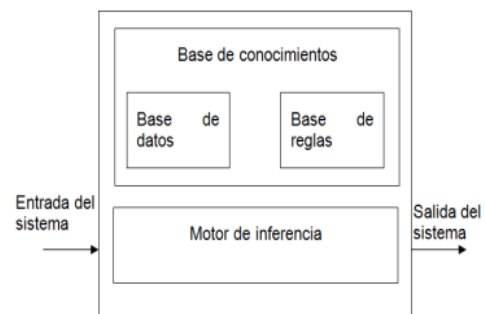 Base de conocimientos
Base de
datos
Base de
reglas
Entrada del
sistema
Motor de inferencia
Salida del
sistema